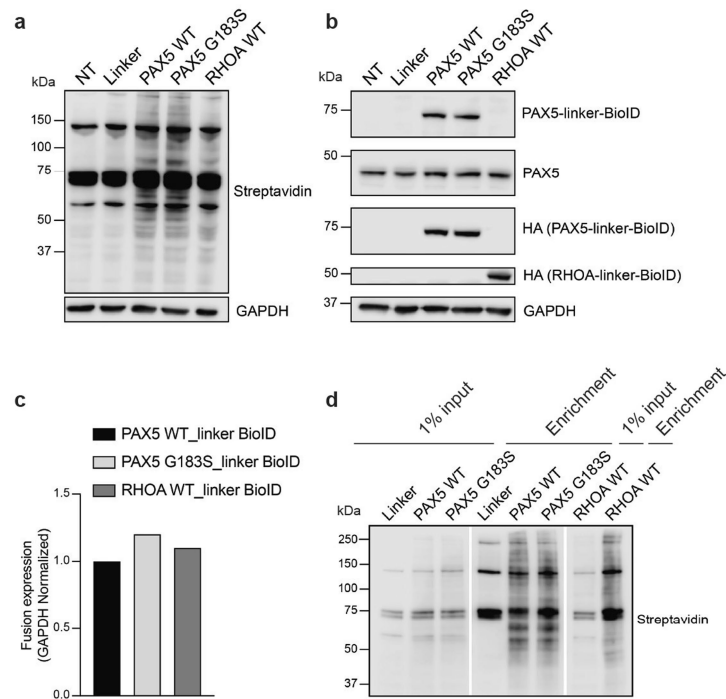 a
NT
Linker
PAX5 WT
PAX5 G183S
RHOA WT
kDa
150
100
75
50
37
Streptavidin
GAPDH
b
NT
Linker
PAX5 WT
PAX5 G183S
RHOA WT
kDa
75
PAX5-linker-BioID
50
PAX5
75
HA (PAX5-linker-BioID)
50
HA (RHOA-linker-BioID)
37
GAPDH
c
PAX5 WT_linker BioID
PAX5 G183S_linker BioID
RHOA WT_linker BioID
Fusion expression
(GAPDH Normalized)
1.5
1.0
0.5
0.0
d
1% input
Enrichment
1% input
Enrichment
Linker
PAX5 WT
PAX5 G183S
Linker
PAX5 WT
PAX5 G183S
RHOA WT
RHOA WT
kDa
250
150
100
75
50
37
Streptavidin